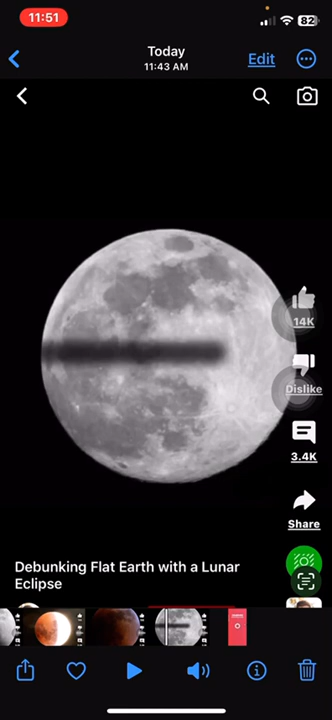 11:51
82
Today
11:43 AM
Edit
14K
Dislike
3.4K
Share
Debunking Flat Earth with a Lunar
Eclipse